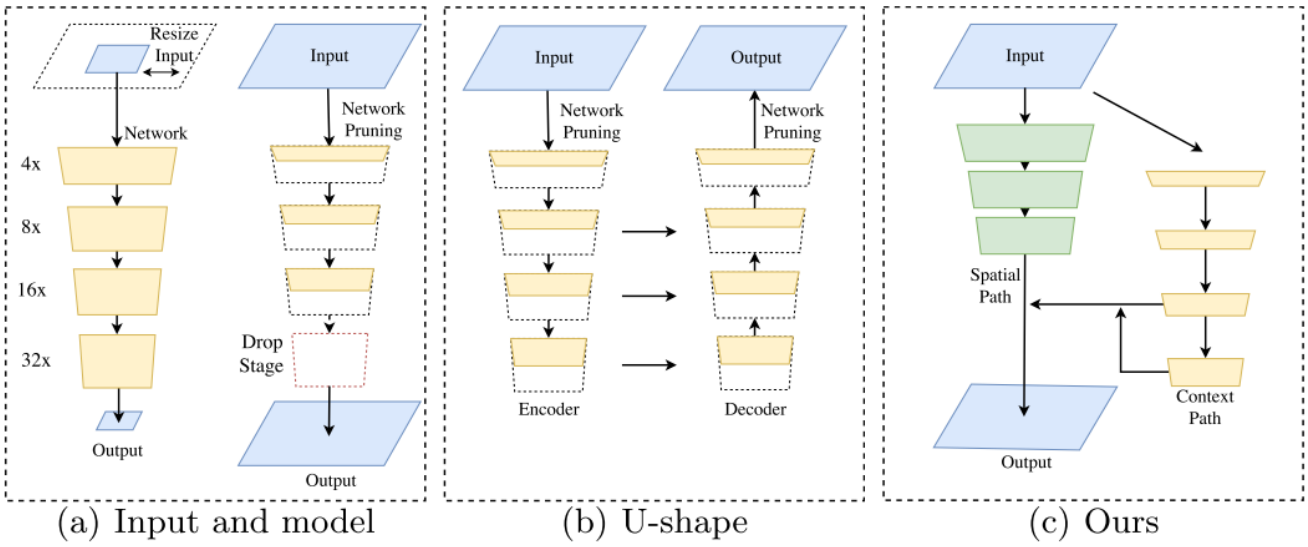 Resize
Input
Network
4x
8x
16x
32x
Output
Input
Network
Pruning
Drop
Stage
Output
(a) Input and model
Input
Network
Pruning
Encoder
Output
Network
Pruning
Decoder
(b) U-shape
Input
Spatial
Path
Context
Path
Output
(c) Ours